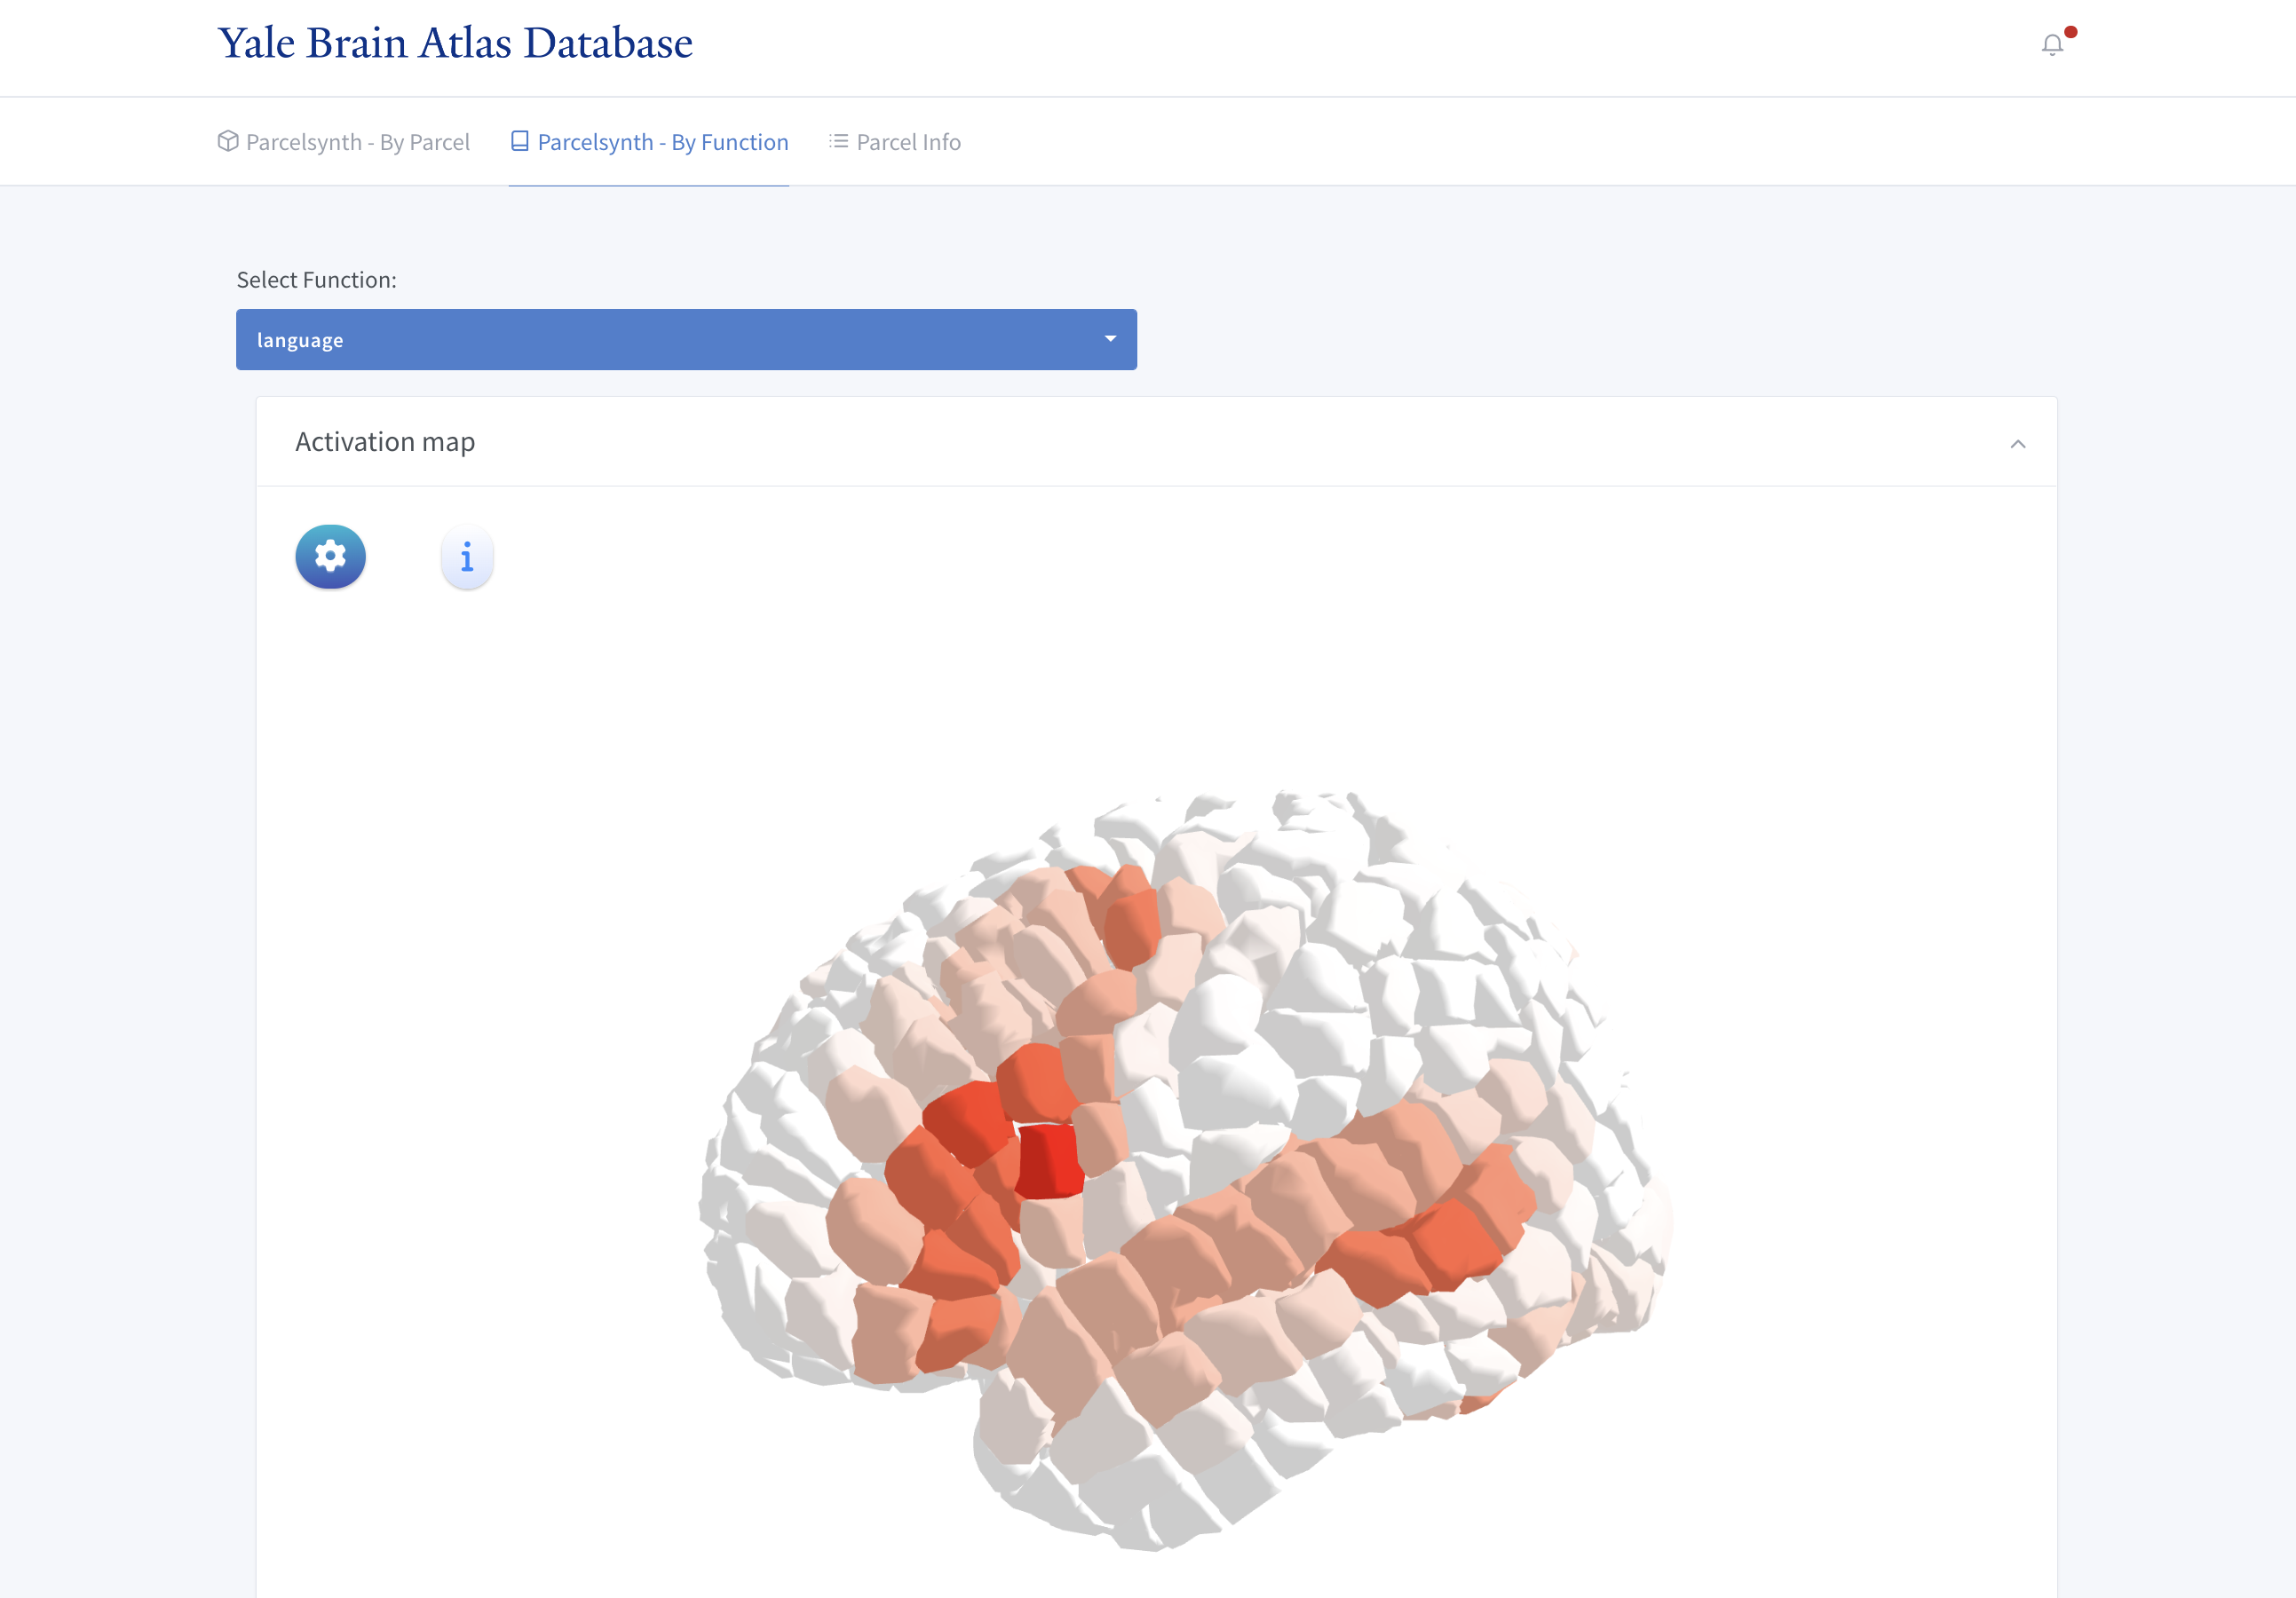 Yale Brain Atlas Database
Parcelsynth - By Parcel
Parcelsynth - By Function
Parcel Info
Select Function:
language
Activation map
i